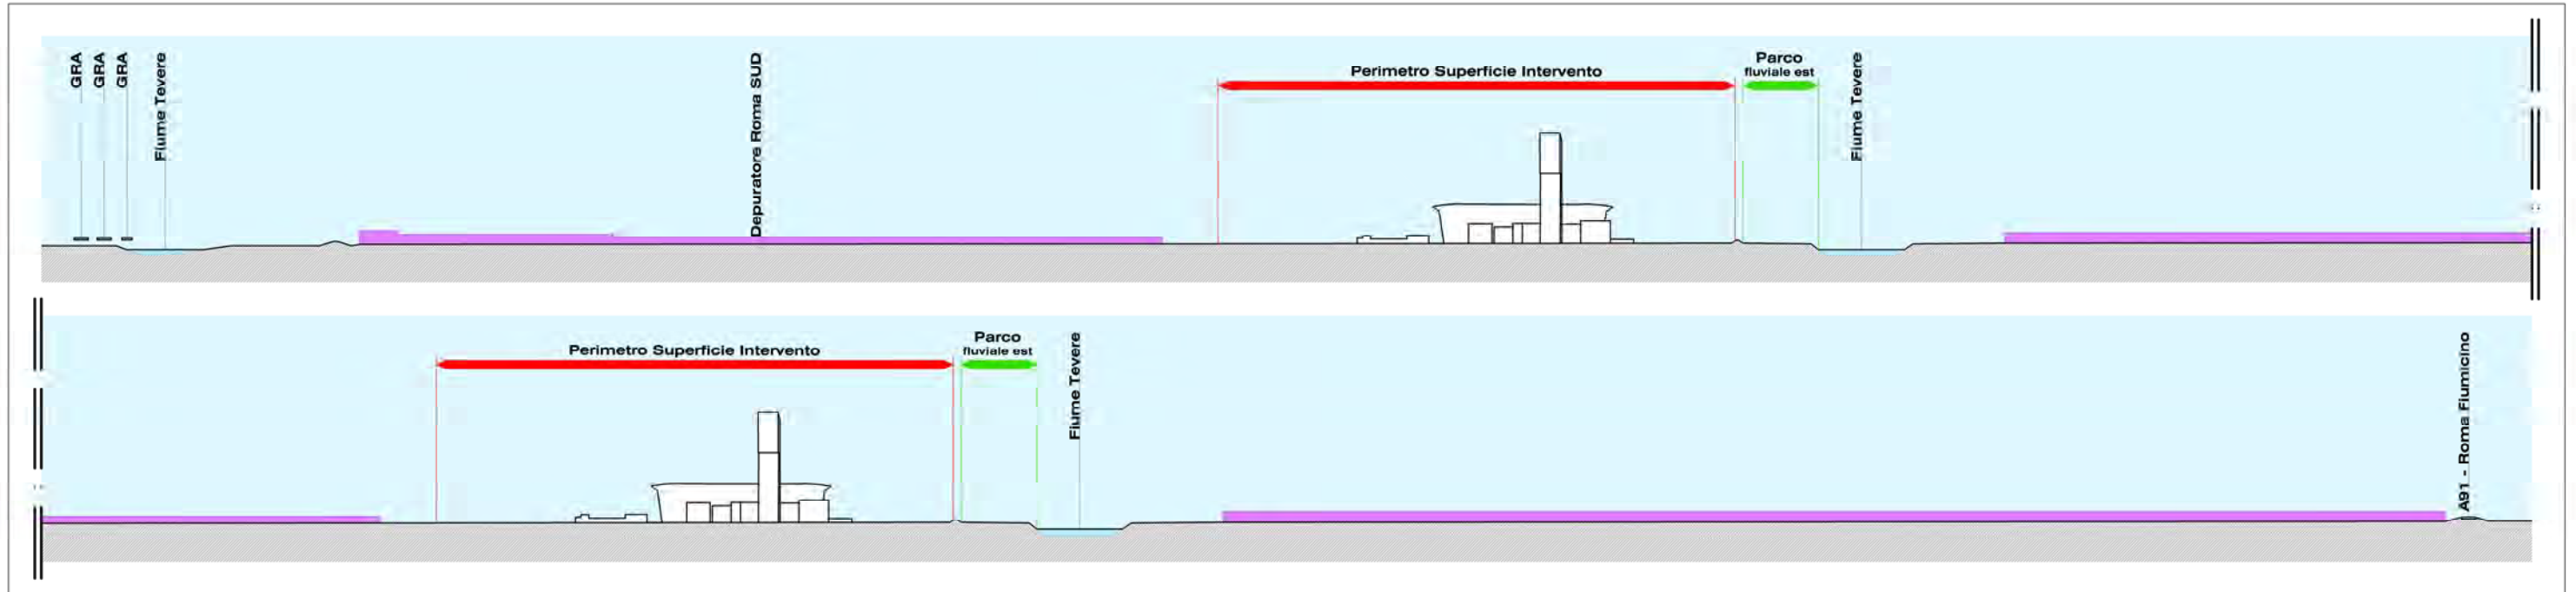 GRA
GRA
GRA
Fiume Tevere
Depuratore Roma SUD
Perimetro Superficie Intervento
Parco
fluviale est
Fiume Tevere
Perimetro Superficie Intervento
Parco
fluviale est
Fiume Tevere
A91 - Roma Fiumicino